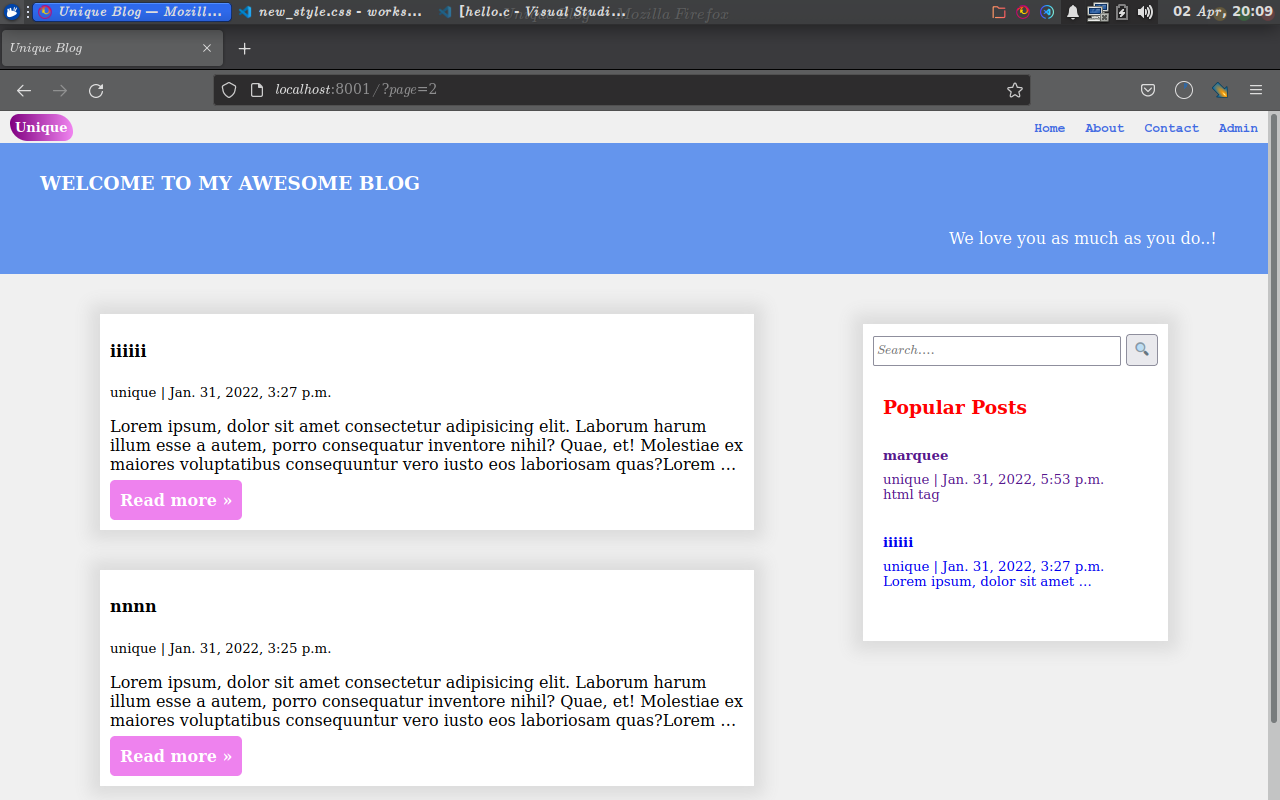 Unique Blog — Mozill...
new_style.css - works...
[hello.c - Visual Studi...
02 Apr, 20:09
Unique Blog
localhost:8001/?page=2
Unique
Home
About
Contact
Admin
WELCOME TO MY AWESOME BLOG
We love you as much as you do..!
iiiiii
unique | Jan. 31, 2022, 3:27 p.m.
Lorem ipsum, dolor sit amet consectetur adipisicing elit. Laborum harum
illum esse a autem, porro consequatur inventore nihil? Quae, et! Molestiae ex
maiores voluptatibus consequuntur vero iusto eos laboriosam quas?Lorem …
Read more »
nnnn
unique | Jan. 31, 2022, 3:25 p.m.
Lorem ipsum, dolor sit amet consectetur adipisicing elit. Laborum harum
illum esse a autem, porro consequatur inventore nihil? Quae, et! Molestiae ex
maiores voluptatibus consequuntur vero iusto eos laboriosam quas?Lorem …
Read more »
Search....
Popular Posts
marquee
unique | Jan. 31, 2022, 5:53 p.m.
html tag
iiiiii
unique | Jan. 31, 2022, 3:27 p.m.
Lorem ipsum, dolor sit amet …